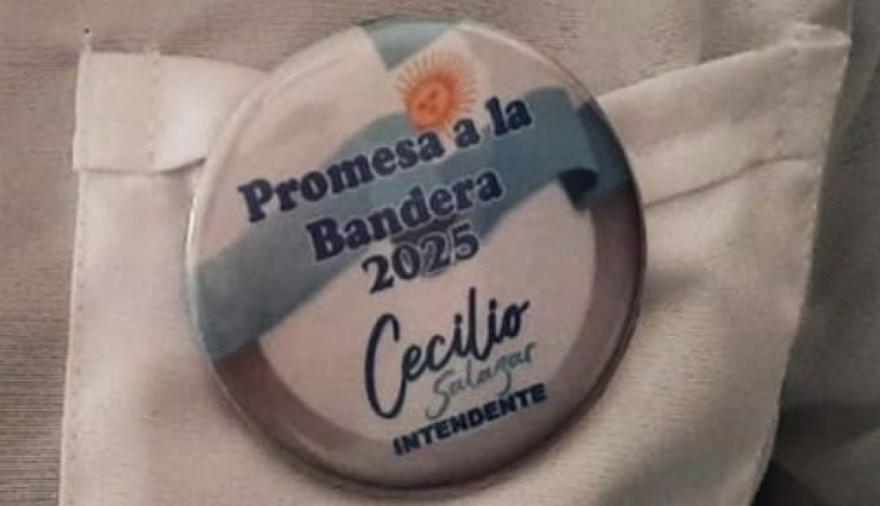 Promesa a la
Bandera
2025
Cecilio
Salazar
INTENDENTE